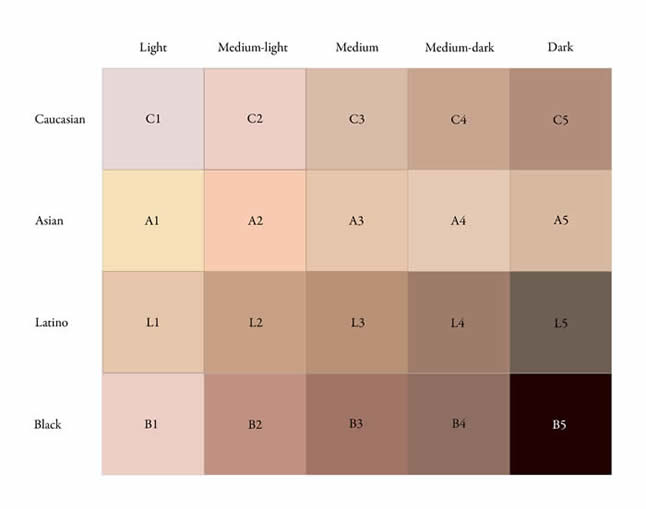 Light Medium-light Medium Medium-dark Dark
Caucasian C1 C2 C3 C4 C5
Asian A1 A2 A3 A4 A5
Latino L1 L2 L3 L4 L5
Black B1 B2 B3 B4 B5